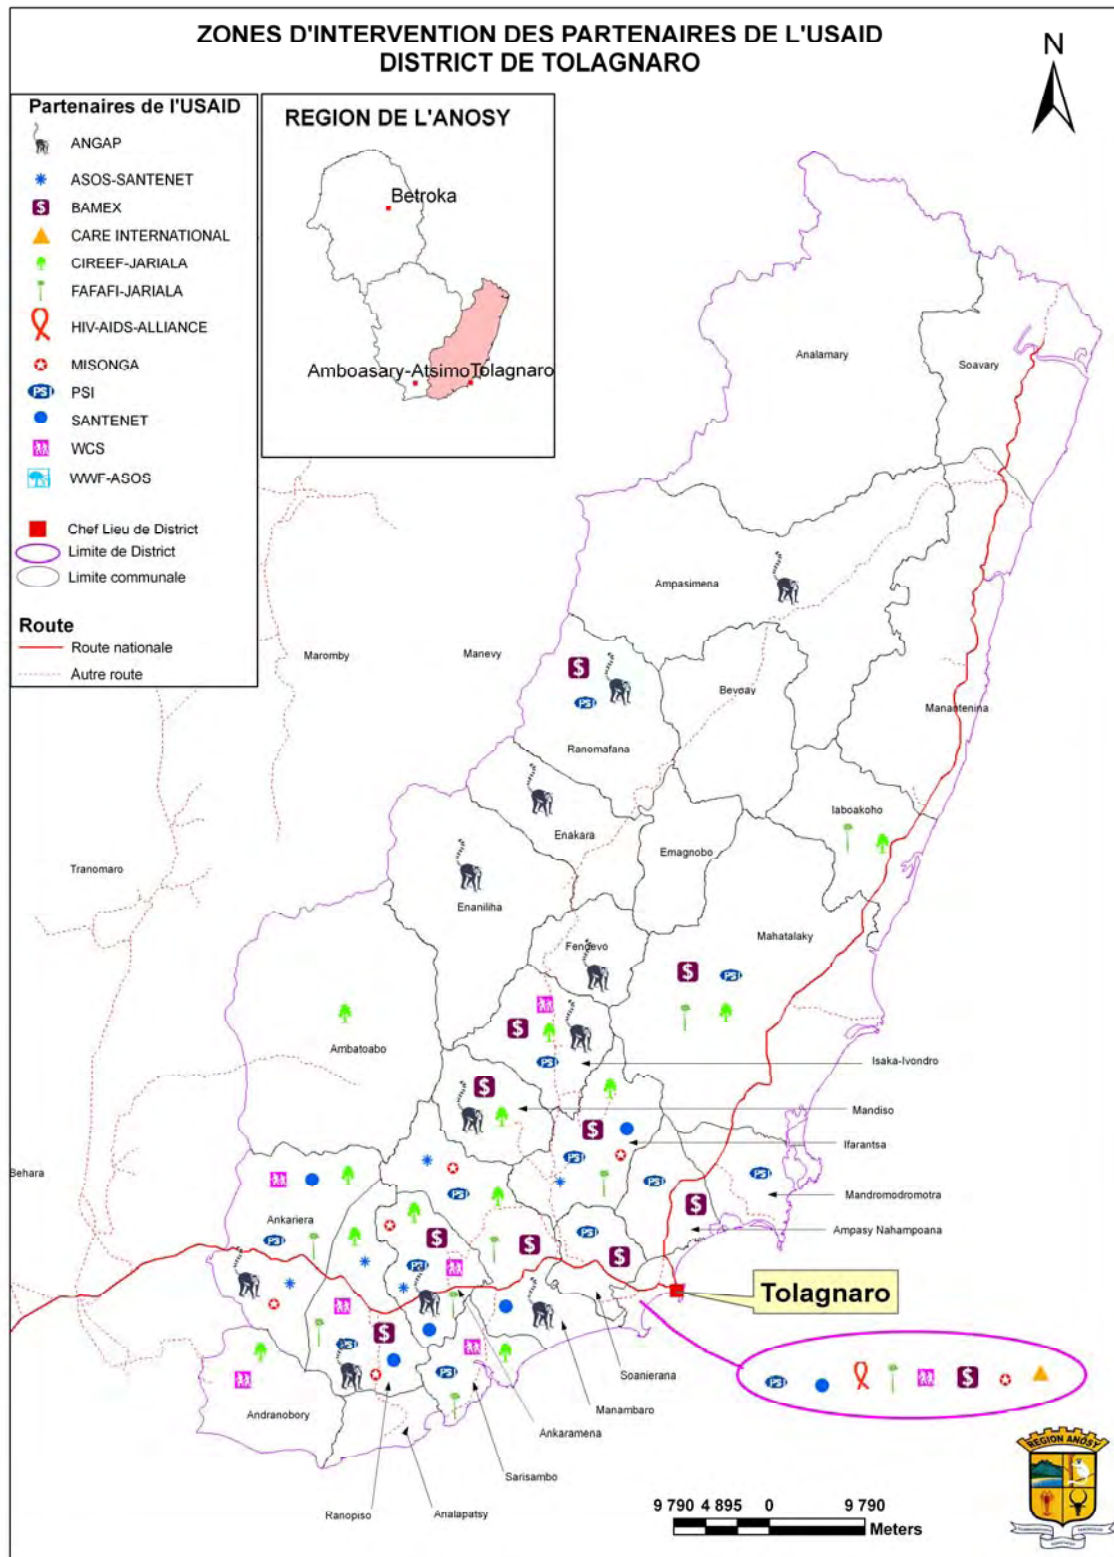 ZONES D'INTERVENTION DES PARTENAIRES DE L'USAID
DISTRICT DE TOLAGNARO
N
Partenaires de l'USAID
ANGAP
ASOS-SANTENET
BAMEX
CARE INTERNATIONAL
CIREEF-JARIALA
FAFAFI-JARIALA
HIV-AIDS-ALLIANCE
MISONGA
PSI
SANTENET
WCS
WWF-ASOS
Chef Lieu de District
Limite de District
Limite communale
Route
Route nationale
Autre route
REGION DE L'ANOSY
Betroka
Amboasary-Atsimo
Tolagnaro
Analamary
Soavary
Ampasimena
Maromby
Manevy
Bevoay
Manantenina
Ranomafana
Iaboakoho
Enakara
Emagnobo
Tranomaro
Enaniliha
Fenoevo
Mahatalaky
Ambatoabo
Isaka-Ivondro
Mandiso
Ifarantsa
Behara
Mandromodromotra
Ankariera
Ampasy Nahampoana
Tolagnaro
Soanierana
Manambaro
Andranobory
Ankaramena
Sarisambo
Ranopiso
Analapatsy
REGION ANOSY
9 790 4 895 0 9 790
Meters